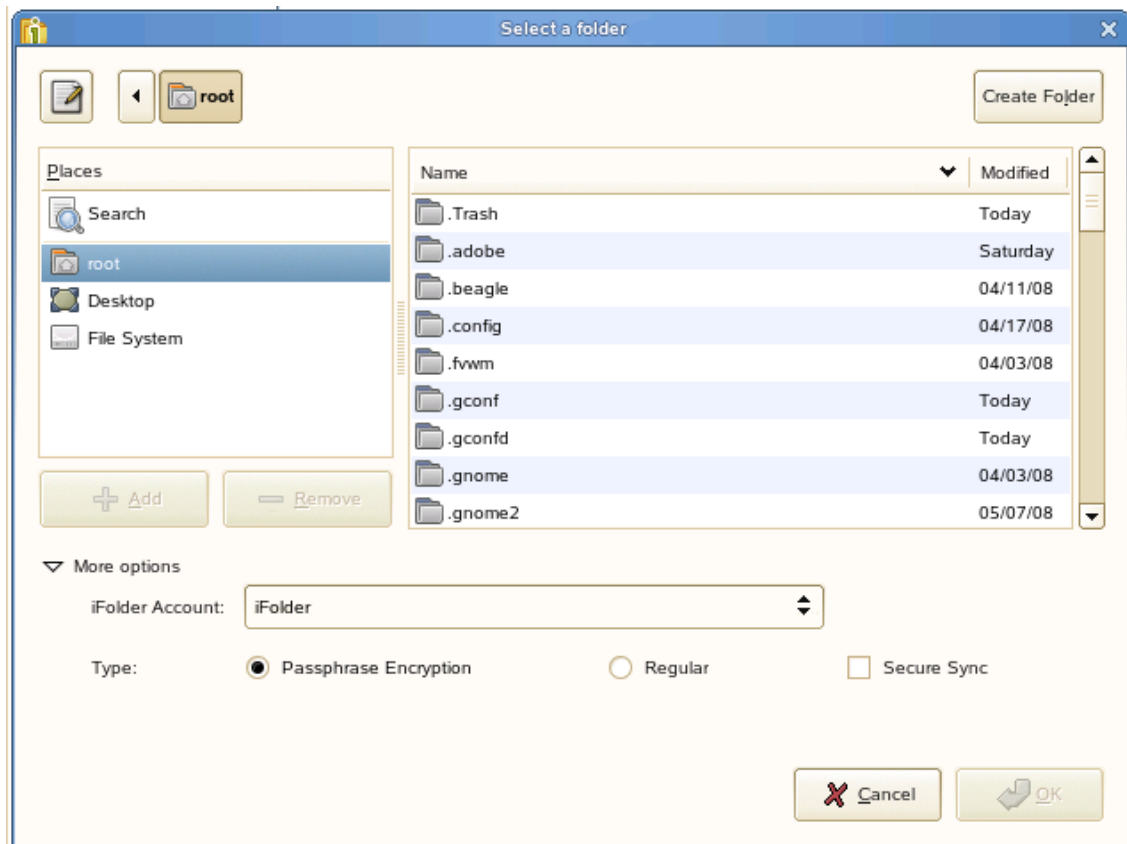 Select a folder
root
Create Folder
Places
Search
root
Desktop
File System
Add
Remove
Name Modified
.Trash Today
.adobe Saturday
.beagle 04/11/08
.config 04/17/08
.fvwm 04/03/08
.gconf Today
.gconfd Today
.gnome 04/03/08
.gnome2 05/07/08
More options
iFolder Account: iFolder
Type: Passphrase Encryption Regular Secure Sync
Cancel OK